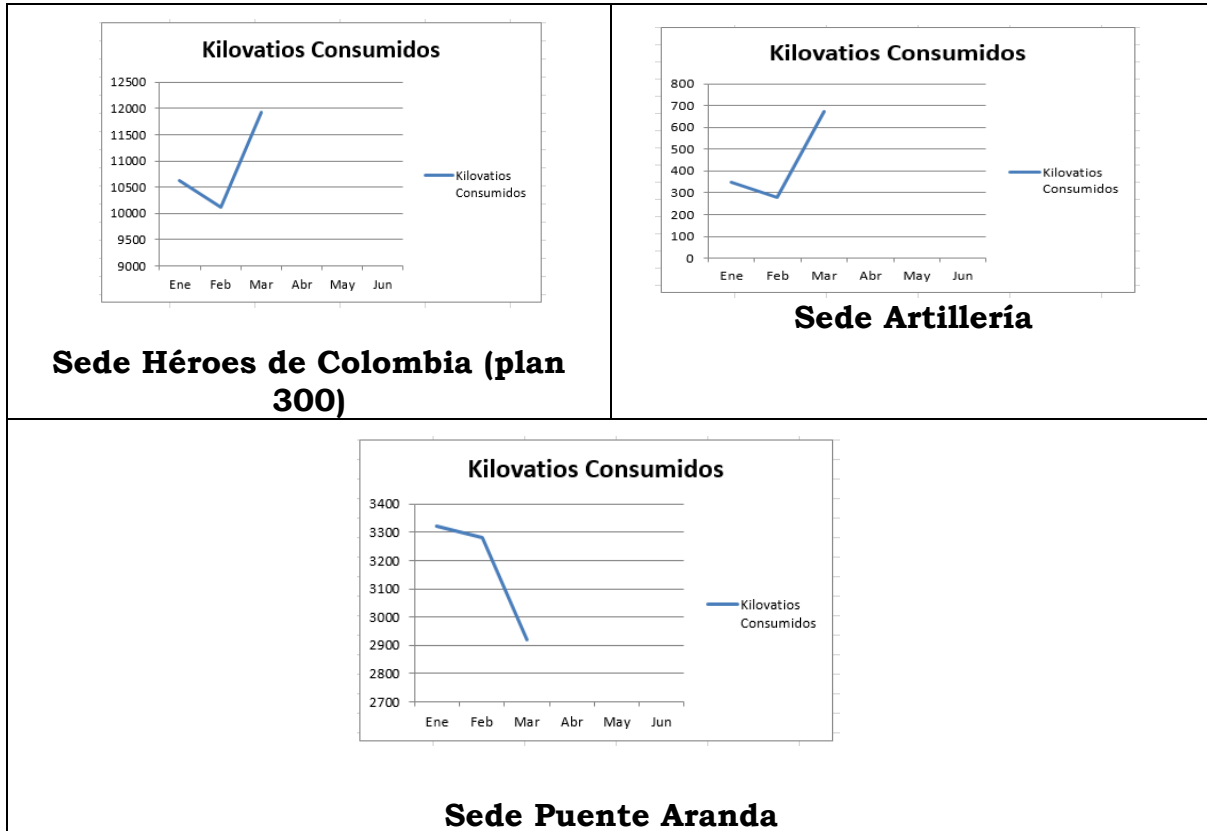 Kilovatios Consumidos
12500
12000
11500
11000
10500
10000
9500
9000
Ene Feb Mar Abr May Jun
Kilovatios
Consumidos
Sede Héroes de Colombia (plan
300)
Kilovatios Consumidos
800
700
600
500
400
300
200
100
0
Ene Feb Mar Abr May Jun
Kilovatios
Consumidos
Sede Artillería
Kilovatios Consumidos
3400
3300
3200
3100
3000
2900
2800
2700
Ene Feb Mar Abr May Jun
Kilovatios
Consumidos
Sede Puente Aranda